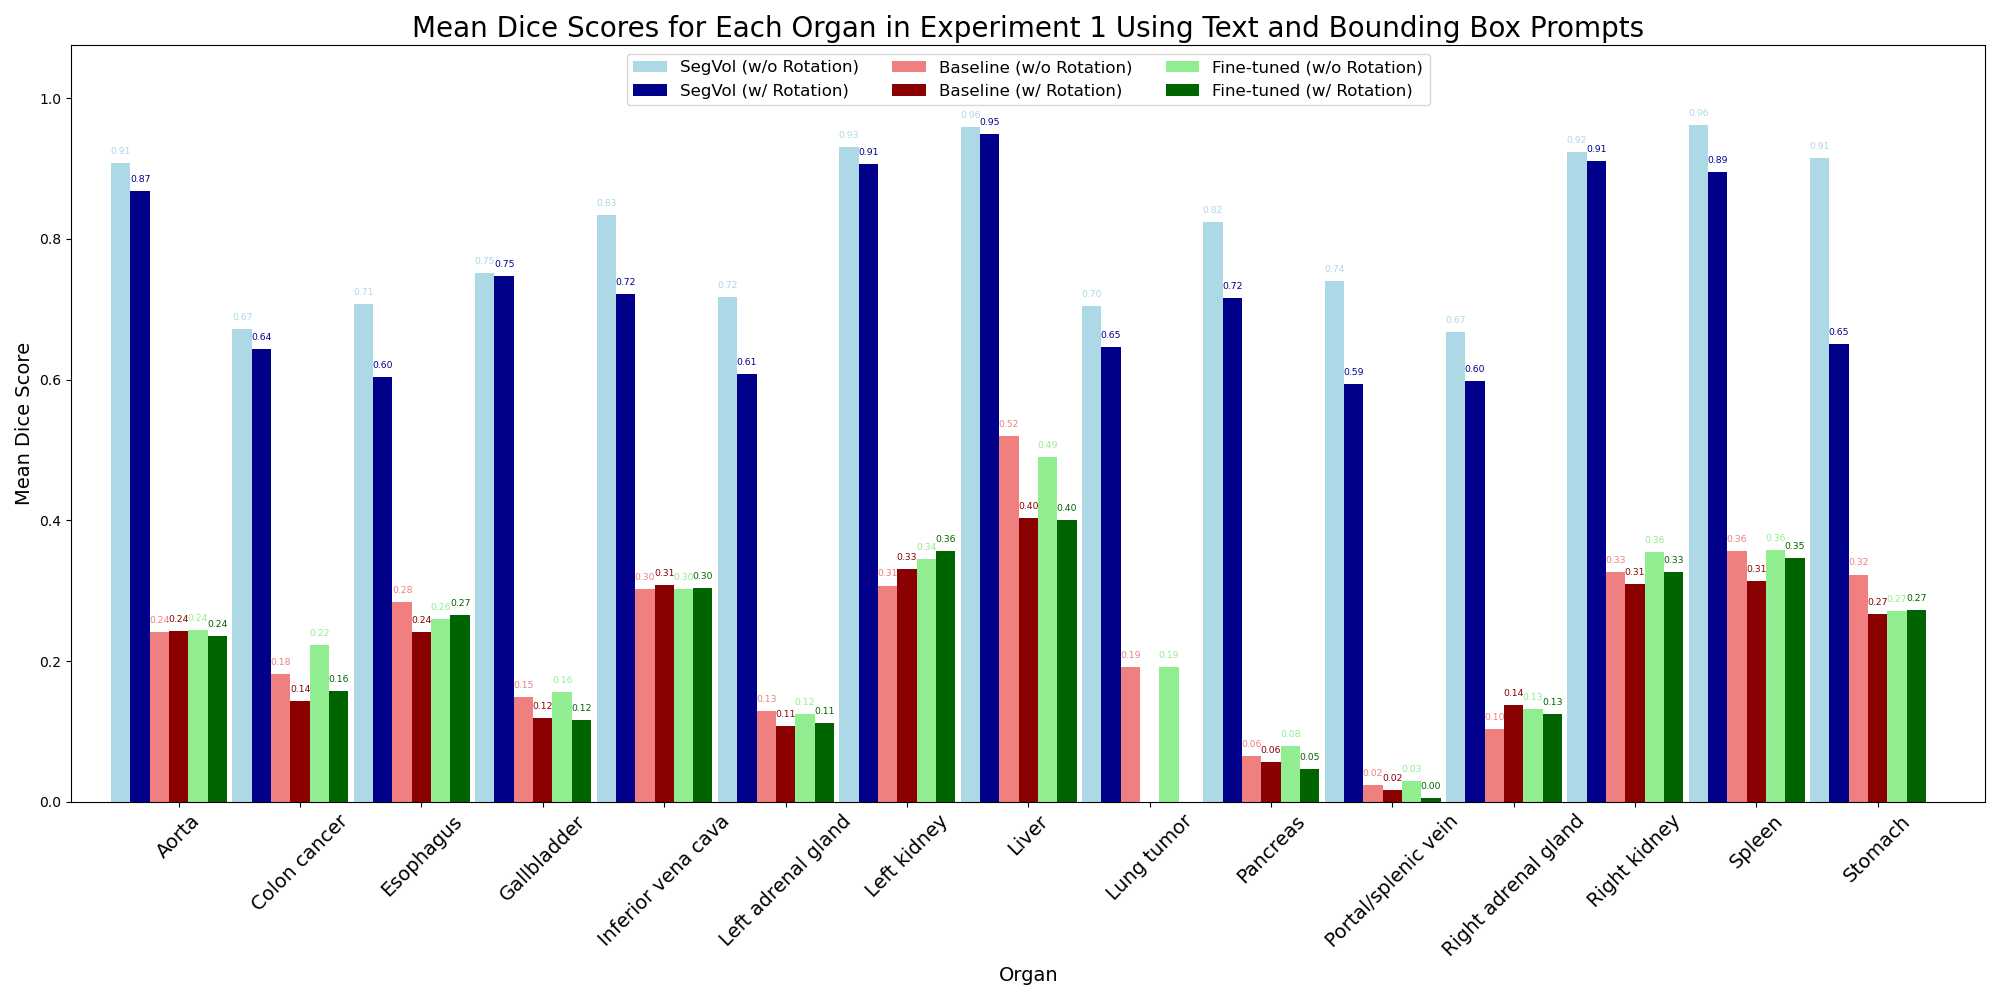 Mean Dice Scores for Each Organ in Experiment 1 Using Text and Bounding Box Prompts
SegVol (w/o Rotation) Baseline (w/o Rotation) Fine-tuned (w/o Rotation)
SegVol (w/ Rotation) Baseline (w/ Rotation) Fine-tuned (w/ Rotation)
Mean Dice Score
1.0
0.8
0.6
0.4
0.2
0.0
0.91 0.87 0.24 0.24 0.24 0.24
0.67 0.64 0.18 0.14 0.22 0.16
0.71 0.60 0.28 0.24 0.26 0.27
0.75 0.75 0.15 0.12 0.16 0.12
0.83 0.72 0.30 0.31 0.30 0.30
0.72 0.61 0.13 0.11 0.12 0.11
0.93 0.91 0.31 0.33 0.34 0.36
0.96 0.95 0.52 0.40 0.49 0.40
0.70 0.65 0.19 0.19
0.82 0.72 0.06 0.06 0.08 0.05
0.74 0.59 0.02 0.02 0.03 0.00
0.67 0.60 0.10 0.14 0.13 0.13
0.92 0.91 0.33 0.31 0.36 0.33
0.96 0.89 0.36 0.31 0.36 0.35
0.91 0.65 0.32 0.27 0.27 0.27
Aorta
Colon cancer
Esophagus
Gallbladder
Inferior vena cava
Left adrenal gland
Left kidney
Liver
Lung tumor
Pancreas
Portal/splenic vein
Right adrenal gland
Right kidney
Spleen
Stomach
Organ